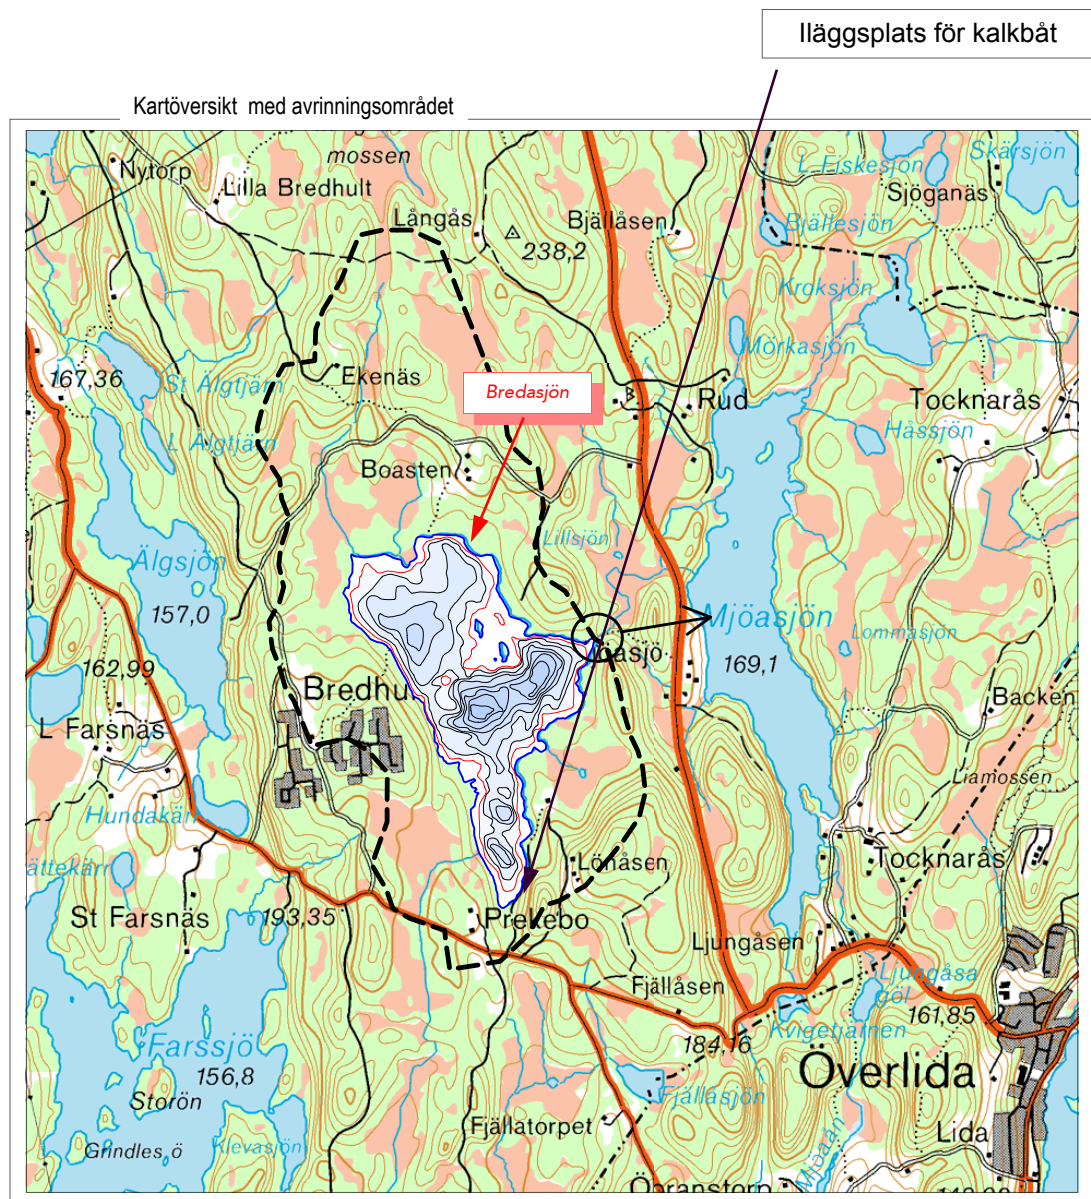 Iläggsplats för kalkbåt
Kartöversikt med avrinningsområdet
mossen
Nytorp
Lilla Bredhult
Långås
238,2
Bjällåsen
L Fiskesjön
Skärsjön
Sjöganäs
Bjällesjön
Kroksjön
Mörkasjön
167,36
St Älgtjärn
Ekenäs
Bredasjön
Rud
Tocknarås
Hässjön
L Älgtjärn
Boasten
Lillsjön
Älgsjön
157,0
Mjöasjön
Lommasjön
169,1
162,99
Bredhu
Backen
L Farsnäs
Liamossen
Hundakärr
Lönåsen
Tocknarås
ättekärr
St Farsnäs
193,35
Prekebo
Ljungåsen
Ljungåsa
göl
Fjällåsen
161,85
Kvigetjärnen
184,16
Farssjö
156,8
Överlida
Storön
Fjällasjön
Fjällatorpet
Lida
Grindles ö
Klevasjön
Mjöaån
Öpranstorp